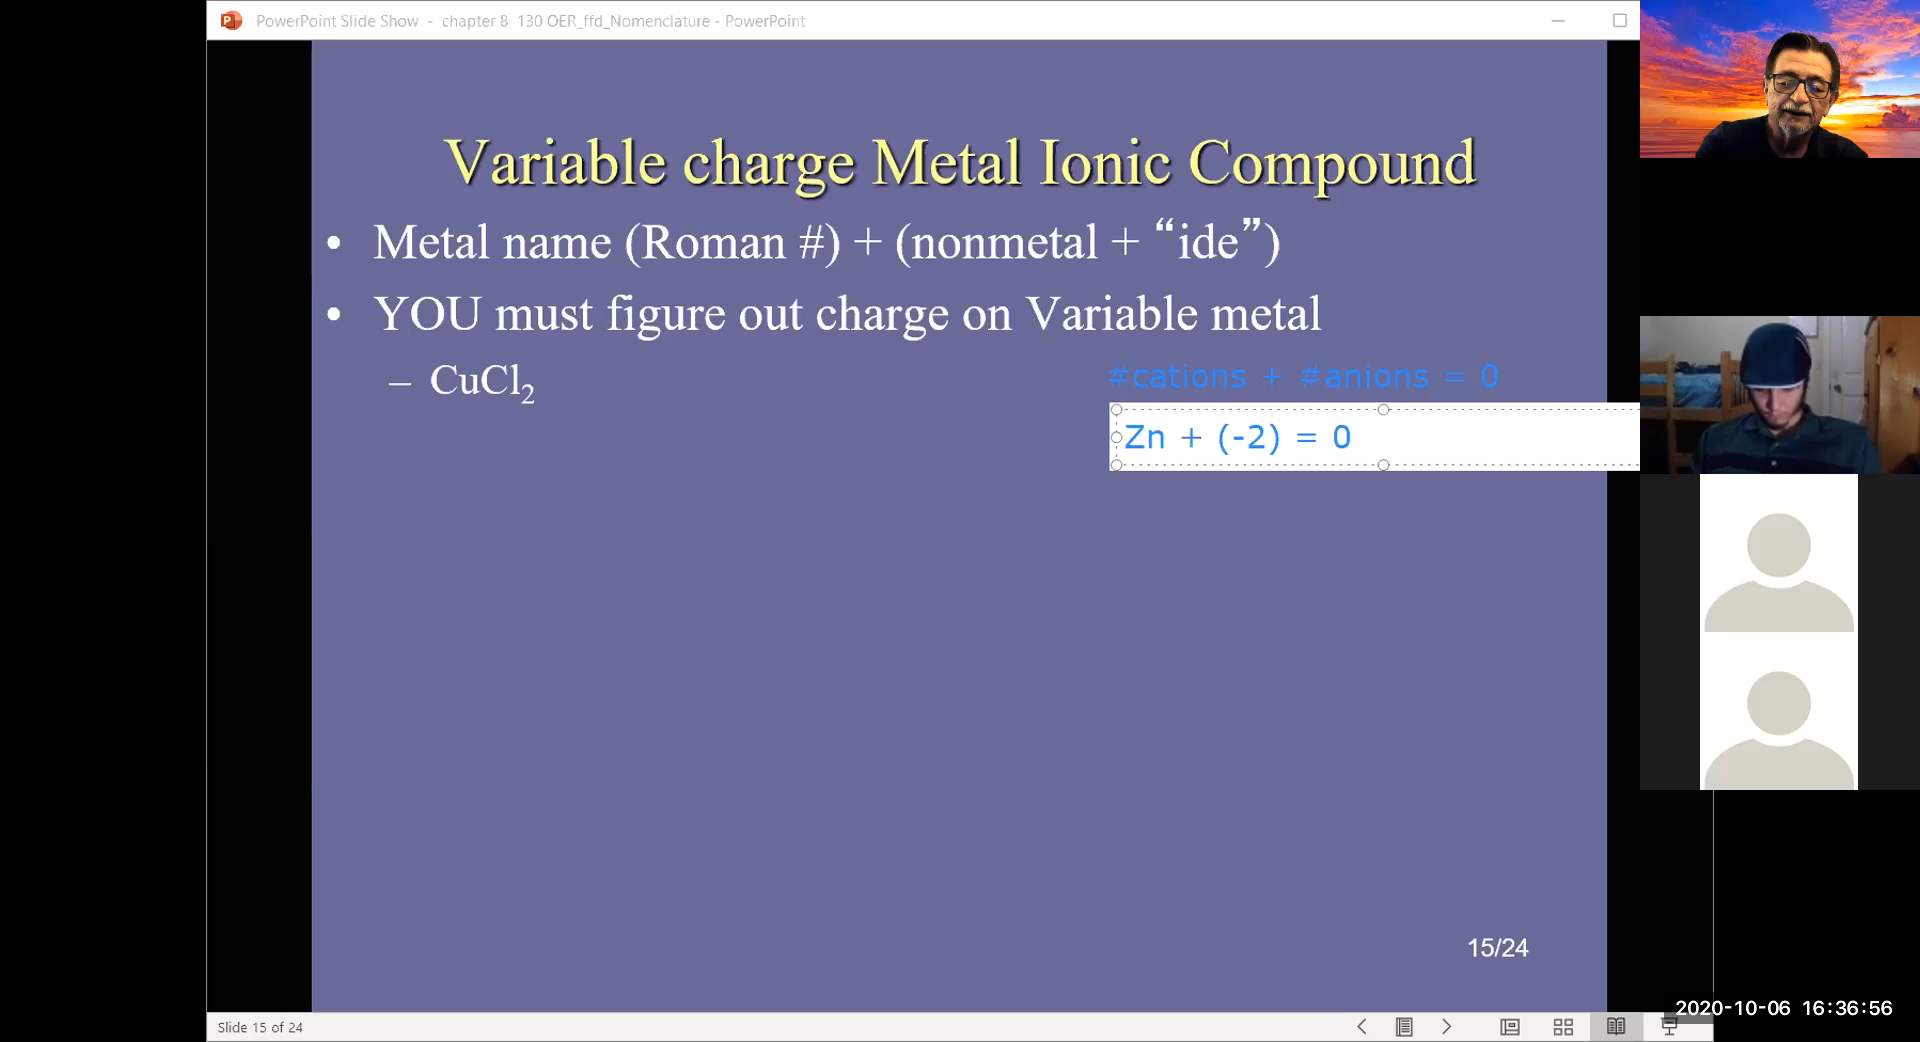 PowerPoint Slide Show - chapter 8 130 OER_ffd_Nomenclature - PowerPoint
Variable charge Metal Ionic Compound
• Metal name (Roman #) + (nonmetal + “ide”)
• YOU must figure out charge on Variable metal
– CuCl₂
#cations + #anions = 0
Zn + (-2) = 0
15/24
2020-10-06 16:36:56
Slide 15 of 24